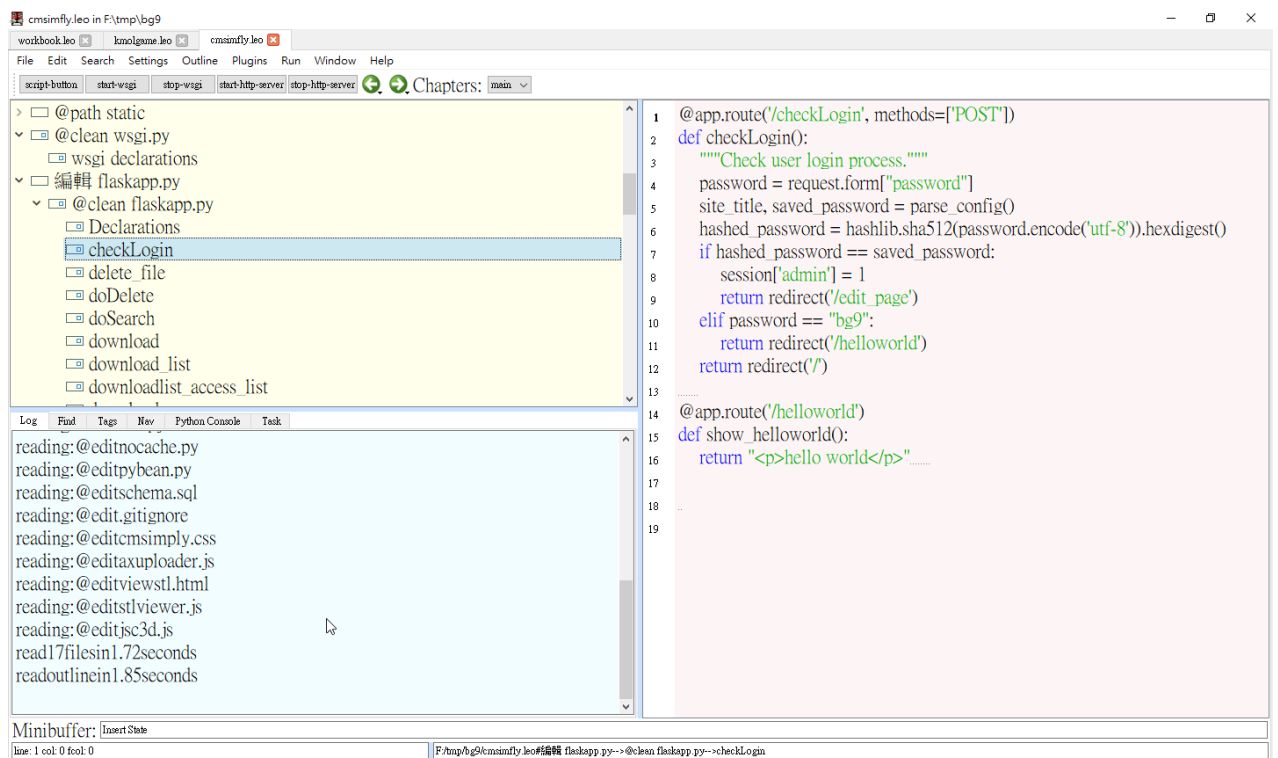 cmsimfly.leo in F:\tmp\bg9
workbook.leo kmolgame.leo cmsimfly.leo
File Edit Search Settings Outline Plugins Run Window Help
script-button start-wsgi stop-wsgi start-http-server stop-http-server Chapters: main
@path static
@clean wsgi.py
wsgi declarations
編輯 flaskapp.py
@clean flaskapp.py
Declarations
checkLogin
delete_file
doDelete
doSearch
download
download_list
downloadlist_access_list
Log Find Tags Nav Python Console Task
reading:@editnocache.py
reading:@editpybean.py
reading:@editschema.sql
reading:@edit.gitignore
reading:@editcmsimply.css
reading:@editaxuploader.js
reading:@editviewstl.html
reading:@editstlviewer.js
reading:@editjsc3d.js
read17filesin1.72seconds
readoutlinein1.85seconds
1 @app.route('/checkLogin', methods=['POST'])
2 def checkLogin():
3 """Check user login process."""
4 password = request.form["password"]
5 site_title, saved_password = parse_config()
6 hashed_password = hashlib.sha512(password.encode('utf-8')).hexdigest()
7 if hashed_password == saved_password:
8 session['admin'] = 1
9 return redirect('/edit_page')
10 elif password == "bg9":
11 return redirect('/helloworld')
12 return redirect('/')
13
14 @app.route('/helloworld')
15 def show_helloworld():
16 return "<p>hello world</p>"
17
18
19
Minibuffer: Insert State
line: 1 col: 0 fcol: 0 F:/tmp/bg9/cmsimfly.leo#編輯 flaskapp.py-->@clean flaskapp.py-->checkLogin